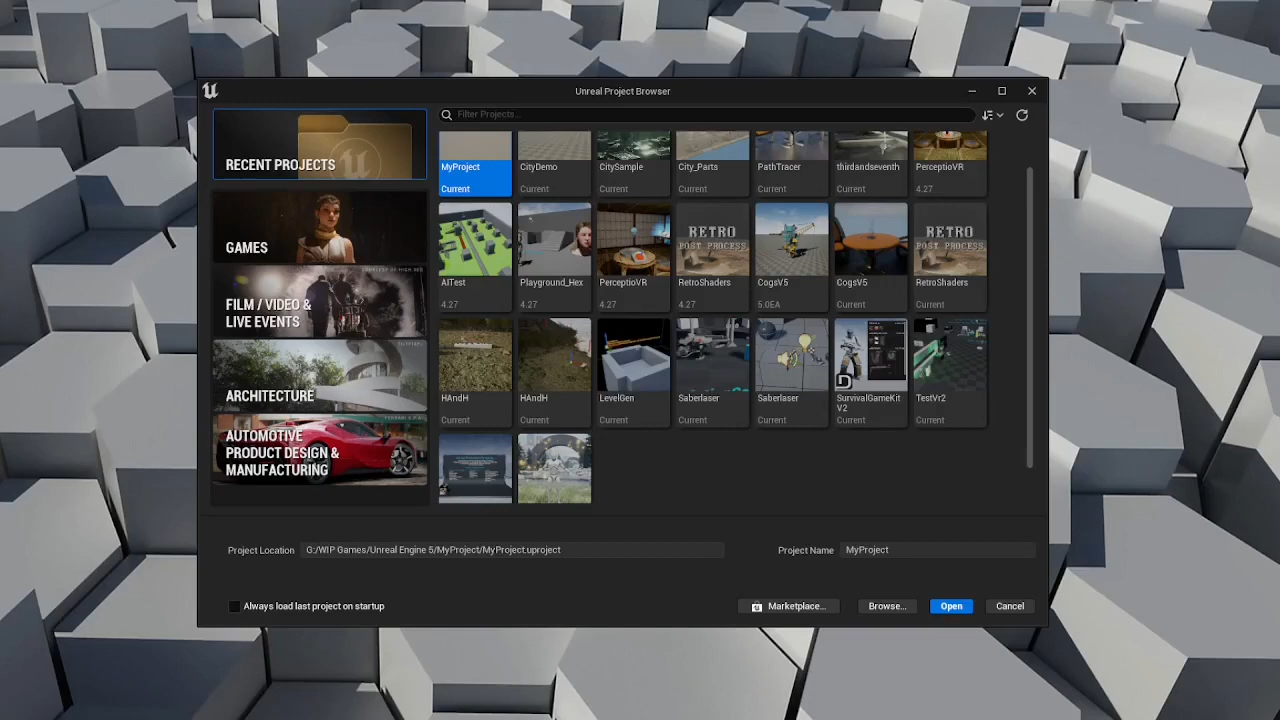 Unreal Project Browser
RECENT PROJECTS
GAMES
FILM / VIDEO &
LIVE EVENTS
ARCHITECTURE
AUTOMOTIVE
PRODUCT DESIGN &
MANUFACTURING
Filter Projects...
MyProject
Current
CityDemo
Current
CitySample
Current
City_Parts
Current
PathTracer
Current
thirdandseventh
Current
PerceptioVR
4.27
AITest
4.27
Playground_Hex
4.27
PerceptioVR
4.27
RETRO
POST PROCESS
RetroShaders
4.27
CogsV5
5.0EA
CogsV5
Current
RETRO
POST PROCESS
RetroShaders
Current
HAndH
Current
HAndH
Current
LevelGen
Current
Saberlaser
Current
Saberlaser
Current
SurvivalGameKit
V2
Current
TestVr2
Current
Project Location
G:/WIP Games/Unreal Engine 5/MyProject/MyProject.uproject
Project Name
MyProject
Always load last project on startup
Marketplace...
Browse...
Open
Cancel